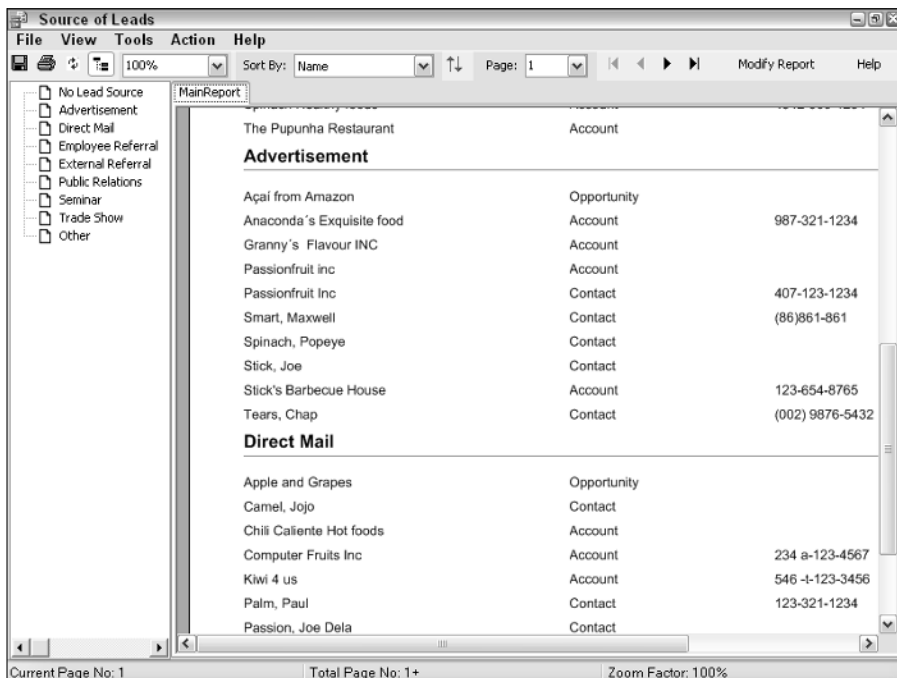 Source of Leads
File View Tools Action Help
100% Sort By: Name Page: 1 Modify Report Help
No Lead Source
Advertisement
Direct Mail
Employee Referral
External Referral
Public Relations
Seminar
Trade Show
Other
MainReport
The Pupunha Restaurant Account
Advertisement
Açaí from Amazon Opportunity
Anaconda´s Exquisite food Account 987-321-1234
Granny´s Flavour INC Account
Passionfruit inc Account
Passionfruit Inc Contact 407-123-1234
Smart, Maxwell Contact (86)861-861
Spinach, Popeye Contact
Stick, Joe Contact
Stick's Barbecue House Account 123-654-8765
Tears, Chap Contact (002) 9876-5432
Direct Mail
Apple and Grapes Opportunity
Camel, Jojo Contact
Chili Caliente Hot foods Account
Computer Fruits Inc Account 234 a-123-4567
Kiwi 4 us Account 546 -t-123-3456
Palm, Paul Contact 123-321-1234
Passion, Joe Dela Contact
Current Page No: 1 Total Page No: 1+ Zoom Factor: 100%